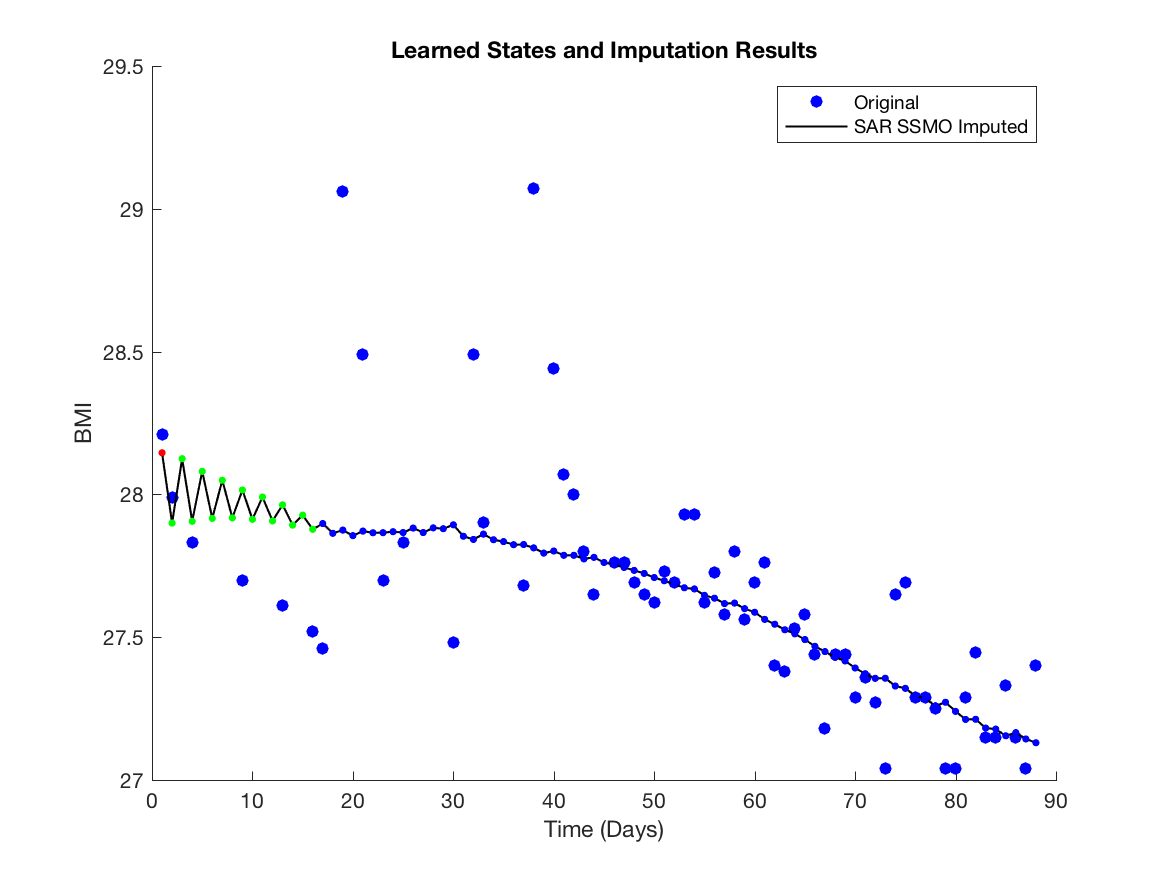 Learned States and Imputation Results
29.5
29
28.5
28
27.5
27
BMI
Original
SAR SSMO Imputed
0 10 20 30 40 50 60 70 80 90
Time (Days)